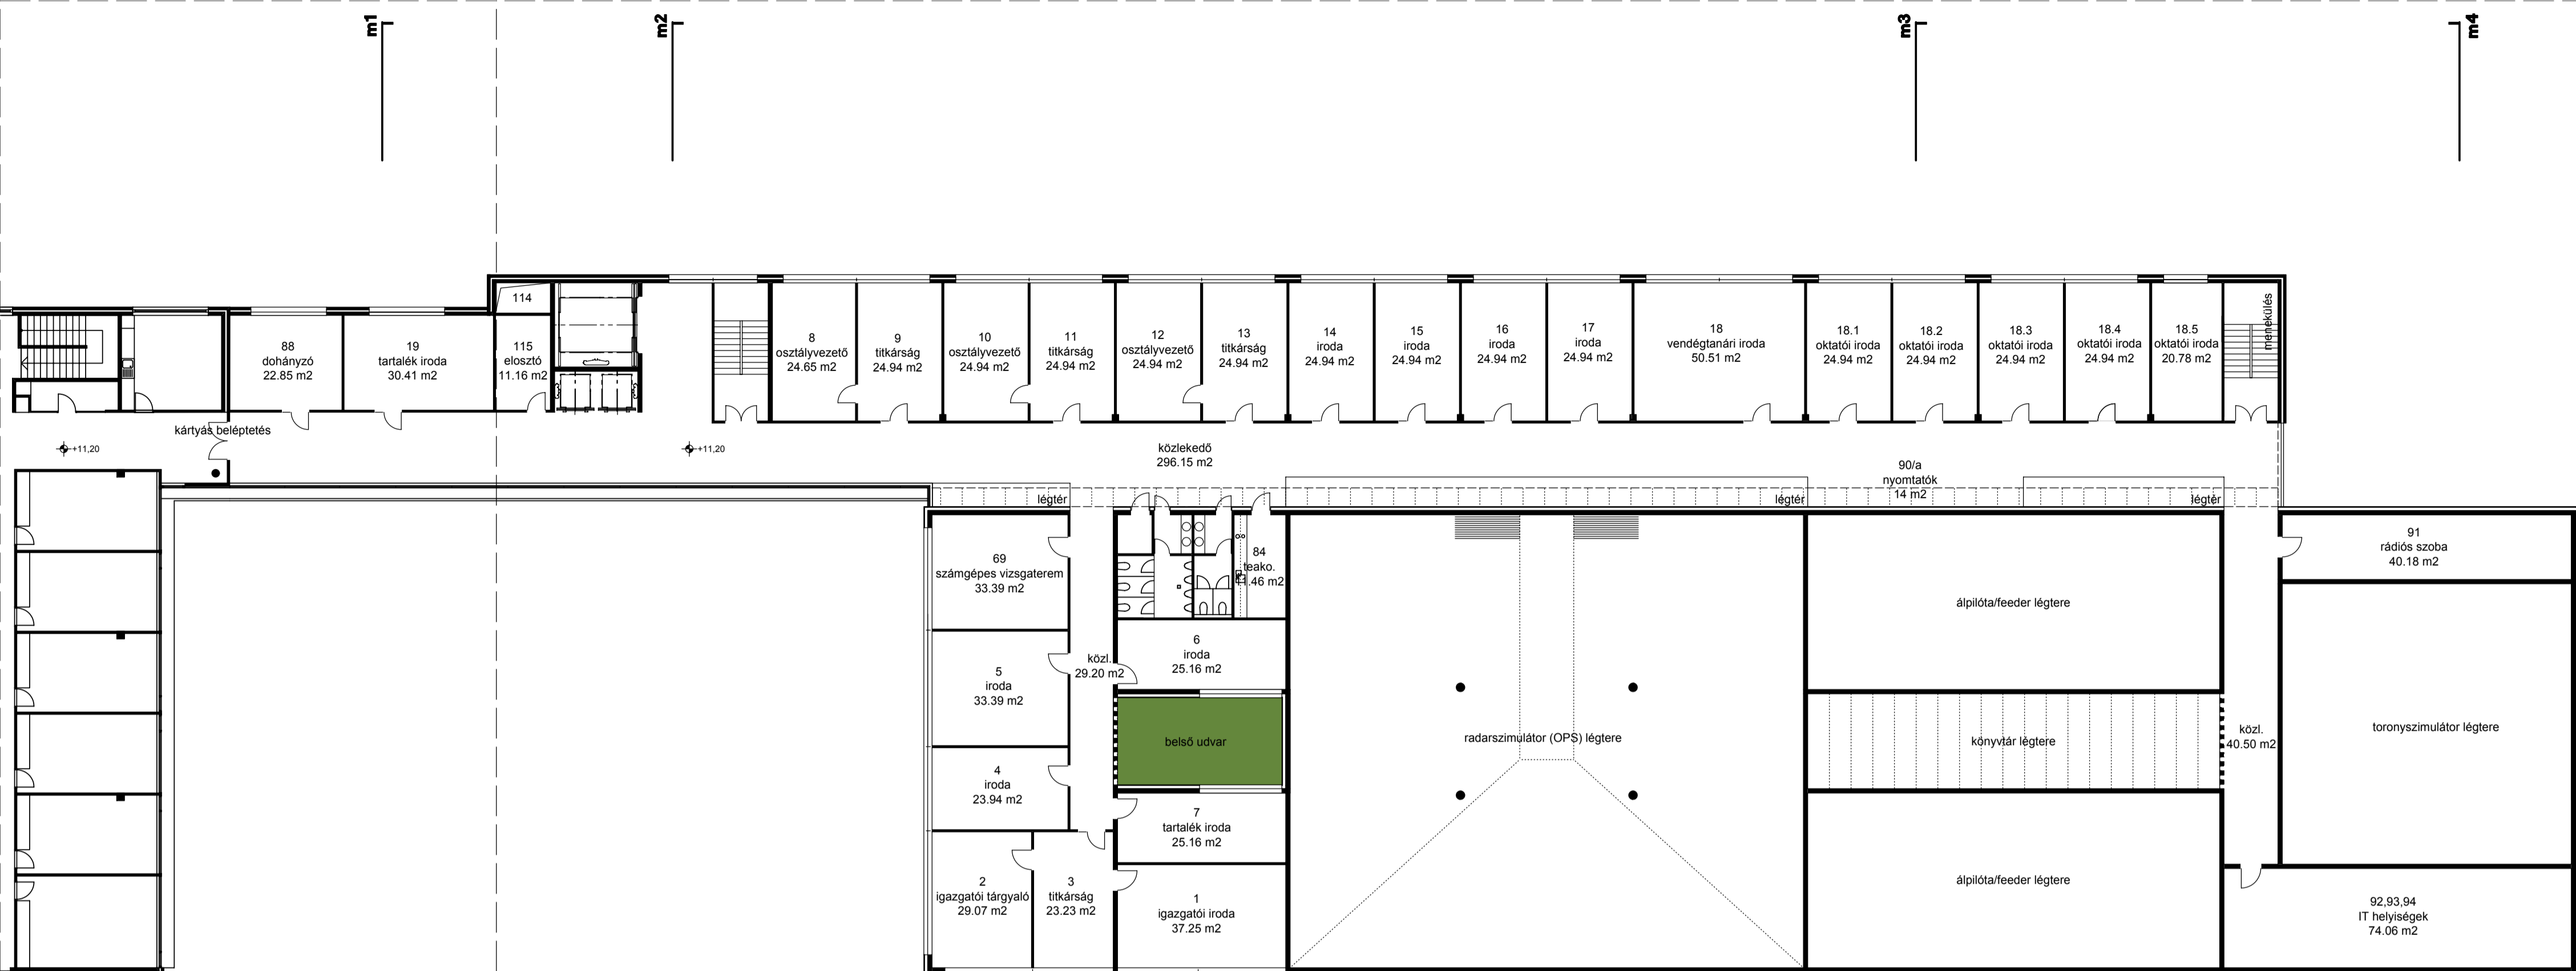 m1
m2
m3
m4
114
88
dohányzó
22.85 m2
19
tartalék iroda
30.41 m2
115
elosztó
11.16 m2
8
osztályvezető
24.65 m2
9
titkárság
24.94 m2
10
osztályvezető
24.94 m2
11
titkárság
24.94 m2
12
osztályvezető
24.94 m2
13
titkárság
24.94 m2
14
iroda
24.94 m2
15
iroda
24.94 m2
16
iroda
24.94 m2
17
iroda
24.94 m2
18
vendégtanári iroda
50.51 m2
18.1
oktatói iroda
24.94 m2
18.2
oktatói iroda
24.94 m2
18.3
oktatói iroda
24.94 m2
18.4
oktatói iroda
24.94 m2
18.5
oktatói iroda
20.78 m2
menekülés
kártyás beléptetés
+11,20
+11,20
közlekedő
296.15 m2
90/a
nyomtatók
14 m2
légtér
légtér
légtér
69
számgépes vizsgaterem
33.39 m2
84
teako.
5
iroda
33.39 m2
közl.
29.20 m2
6
iroda
25.16 m2
belső udvar
4
iroda
23.94 m2
7
tartalék iroda
25.16 m2
2
igazgatói tárgyaló
29.07 m2
3
titkárság
23.23 m2
1
igazgatói iroda
37.25 m2
radarszimulátor (OPS) légtere
álpilóta/feeder légtere
könyvtár légtere
álpilóta/feeder légtere
közl.
40.50 m2
91
rádiós szoba
40.18 m2
toronyszimulátor légtere
92,93,94
IT helyiségek
74.06 m2